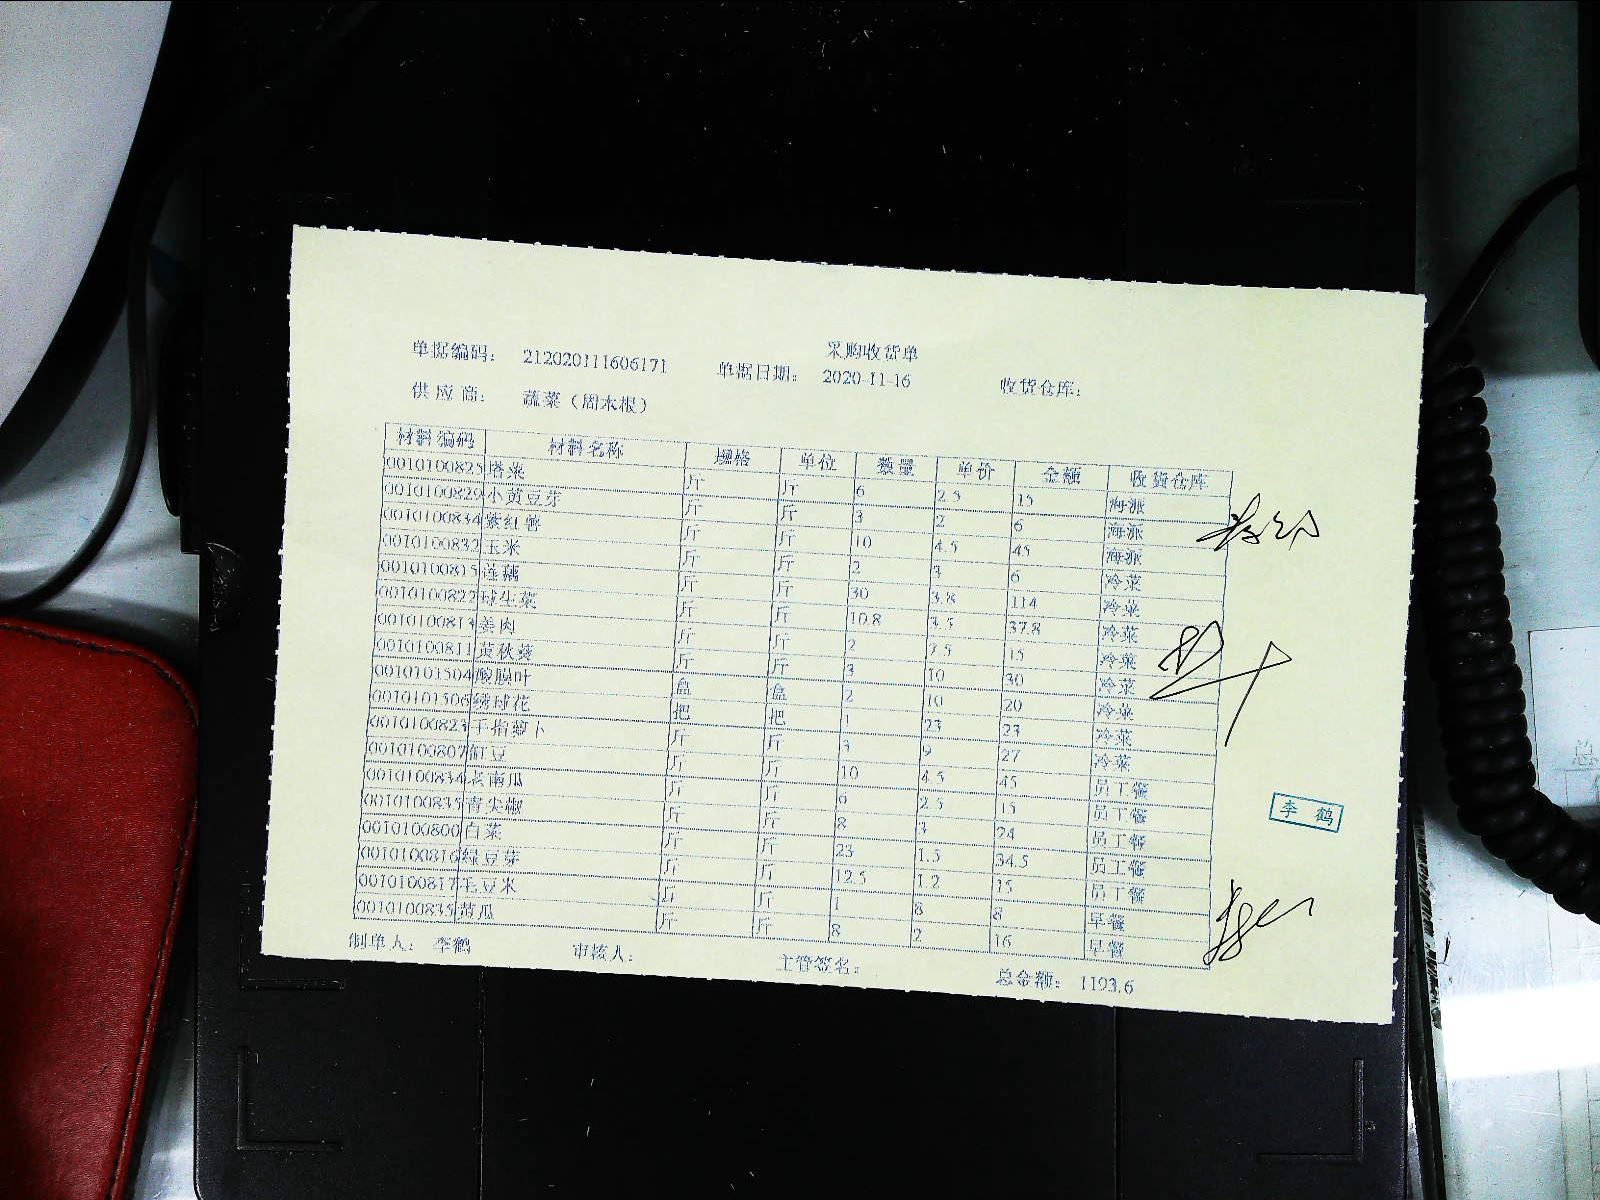 采购收货单
单据编码： 212020111606171 单据日期： 2020-11-16 收货仓库：
供 应 商： 蔬菜（周木根）
材料编码 材料名称 规格 单位 数量 单价 金额 收货仓库
0010100825 塔菜 斤 斤 6 2.5 15 海派
0010100829 小黄豆芽 斤 斤 3 2 6 海派
0010100834 紫红薯 斤 斤 10 4.5 45 海派
0010100832 玉米 斤 斤 2 3 6 冷菜
0010100815 莲藕 斤 斤 30 3.8 114 冷菜
0010100822 球生菜 斤 斤 10.8 3.5 37.8 冷菜
0010100813 姜肉 斤 斤 2 7.5 15 冷菜
0010100811 黄秋葵 斤 斤 3 10 30 冷菜
0010101504 酸膜叶 盒 盒 2 10 20 冷菜
0010101506 绣球花 把 把 1 23 23 冷菜
0010100823 手指萝卜 斤 斤 3 9 27 冷菜
0010100807 豇豆 斤 斤 10 4.5 45 员工餐
0010100834 老南瓜 斤 斤 6 2.5 15 员工餐
0010100835 青尖椒 斤 斤 8 3 24 员工餐
0010100800 白菜 斤 斤 23 1.5 34.5 员工餐
0010100816 绿豆芽 斤 斤 12.5 1.2 15 员工餐
0010100817 毛豆米 斤 斤 1 8 8 早餐
0010100835 黄瓜 斤 斤 8 2 16 早餐
李 鹤
制单人： 李鹤 审核人： 主管签名： 总金额： 1193.6